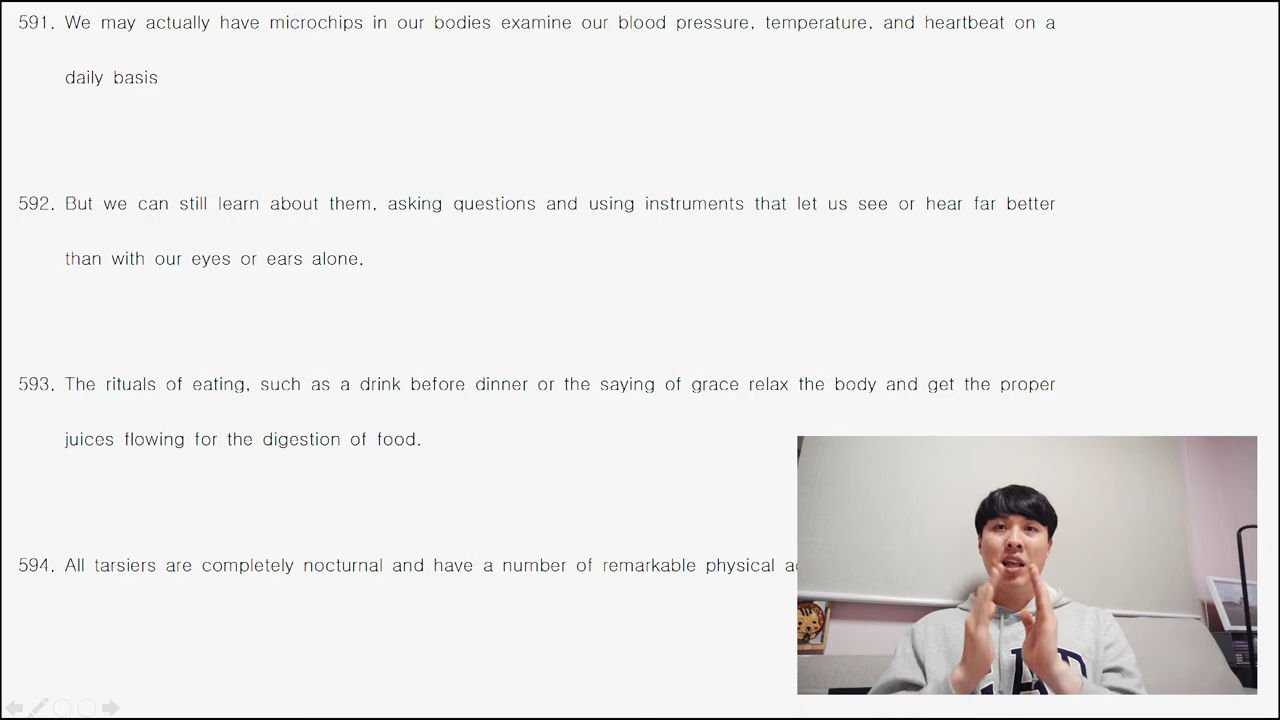 591. We may actually have microchips in our bodies examine our blood pressure, temperature, and heartbeat on a
daily basis
592. But we can still learn about them, asking questions and using instruments that let us see or hear far better
than with our eyes or ears alone.
593. The rituals of eating, such as a drink before dinner or the saying of grace relax the body and get the proper
juices flowing for the digestion of food.
594. All tarsiers are completely nocturnal and have a number of remarkable physical